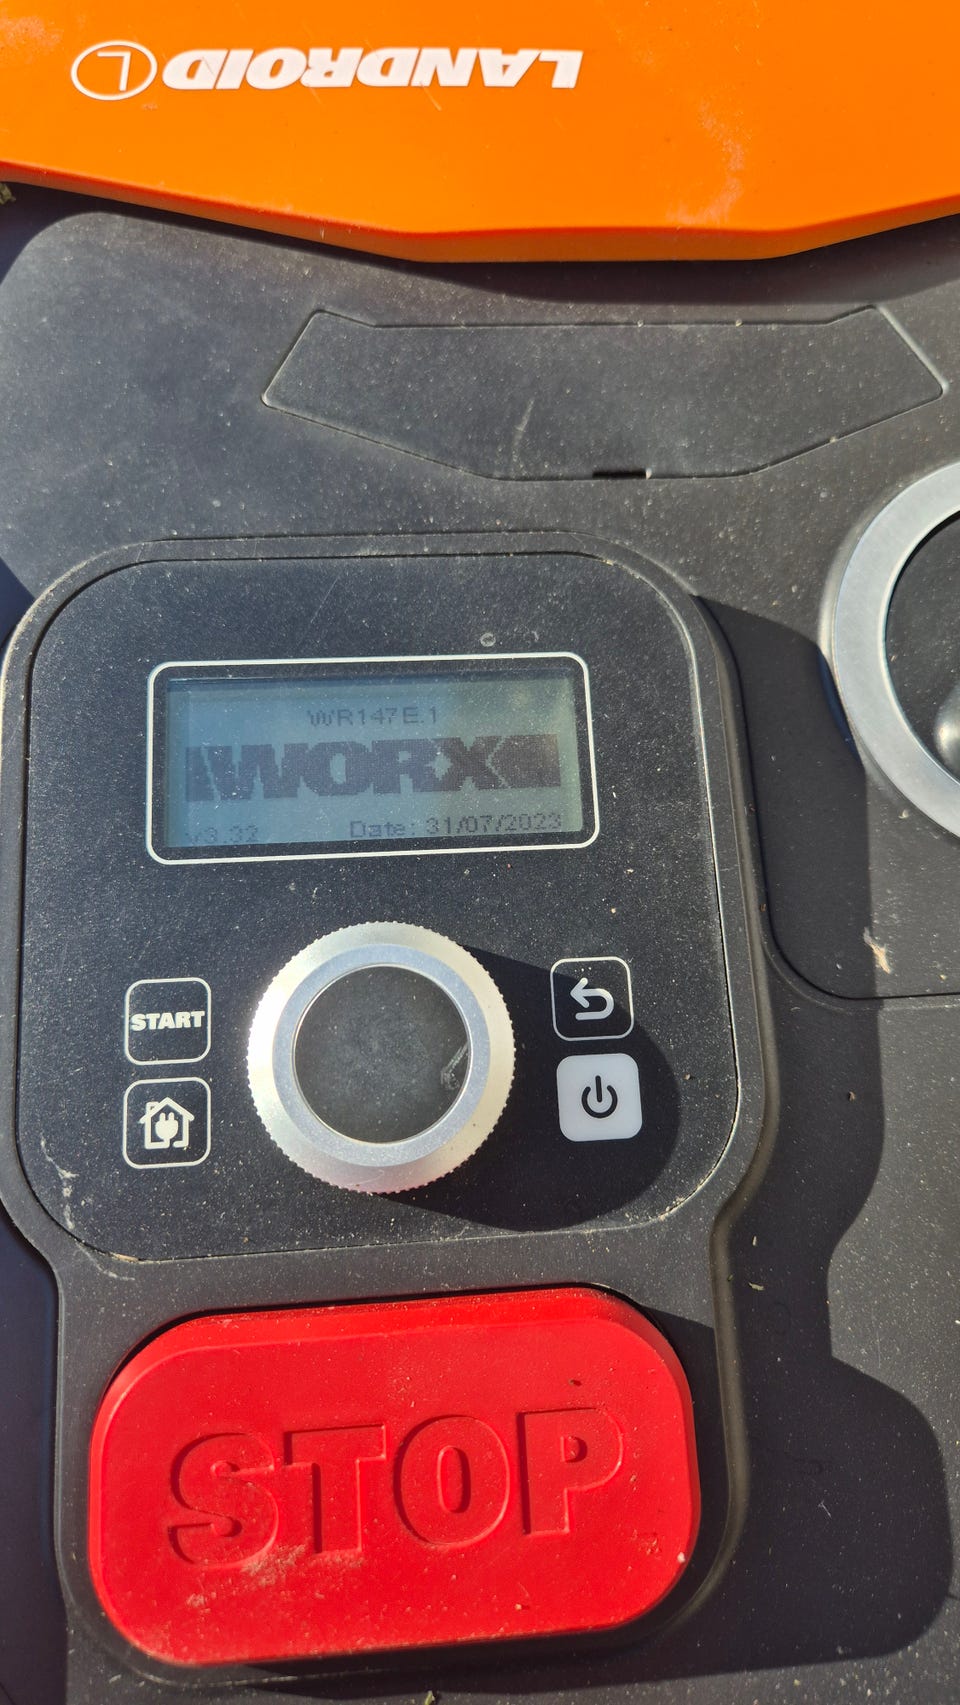 LANDROID L
WR147E.1
WORX
v3.32 Date: 31/07/2023
START
STOP